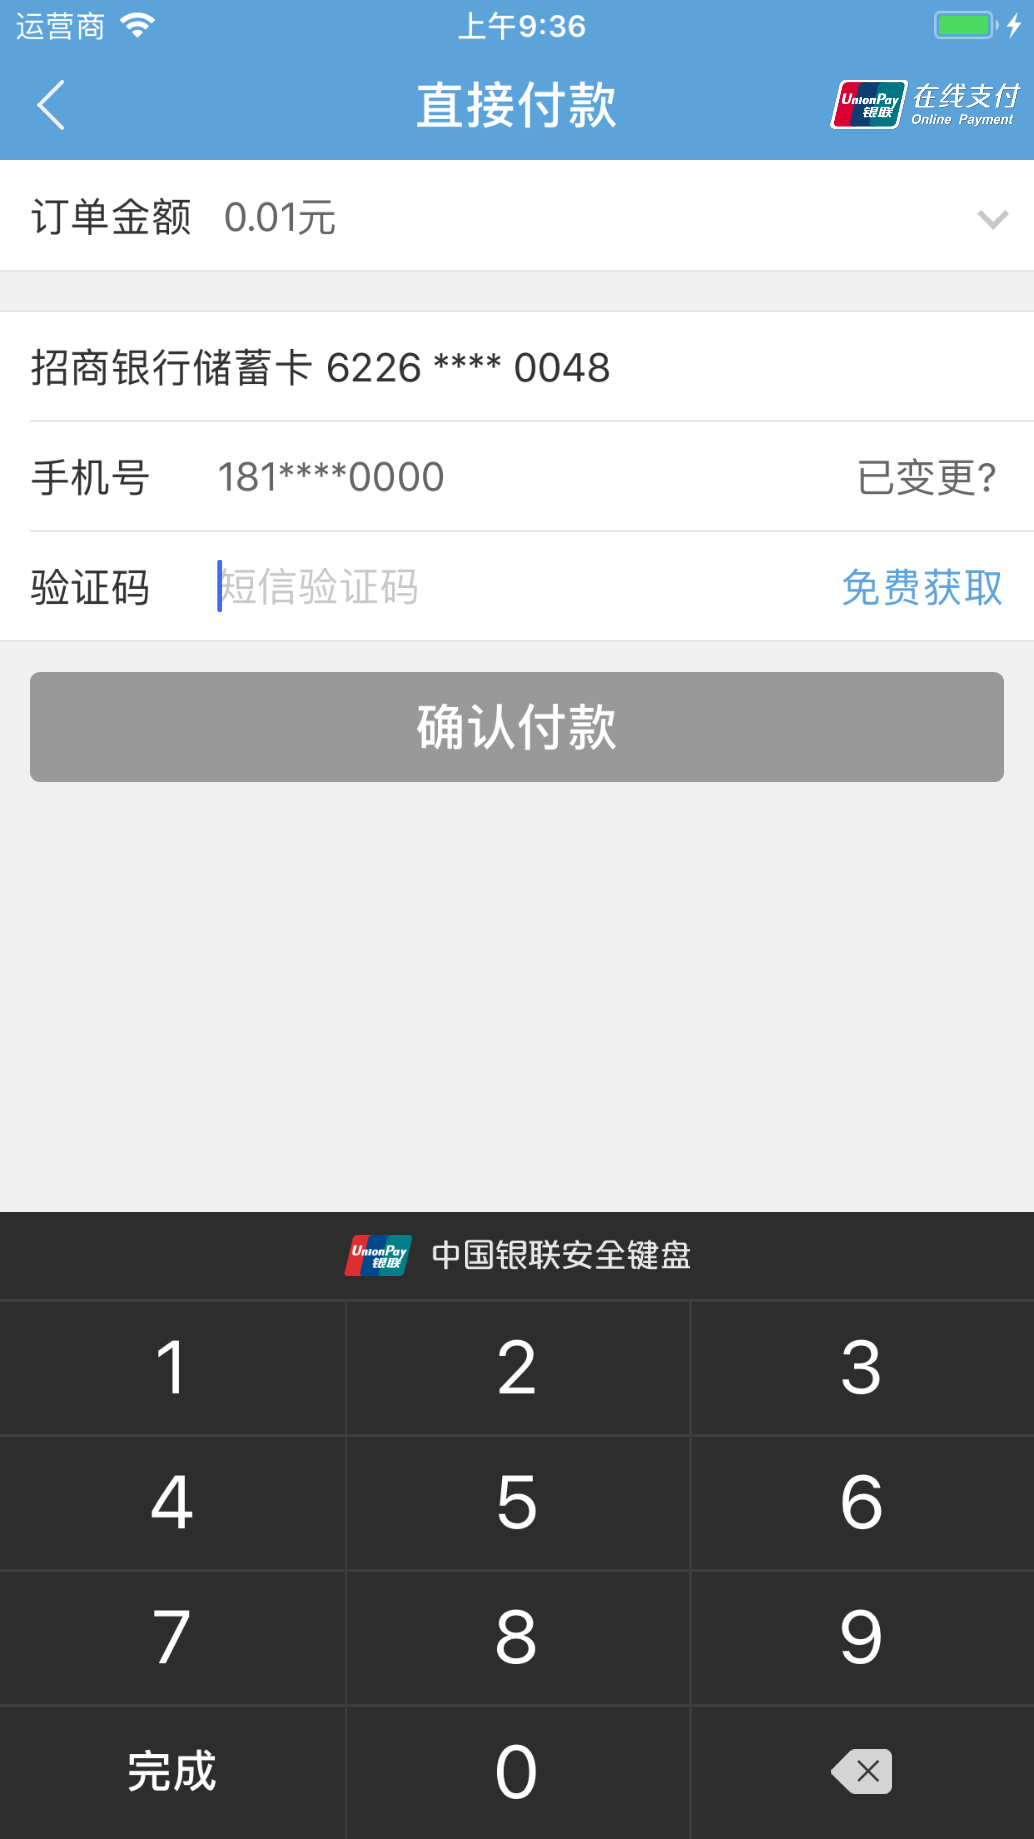 运营商 上午9:36
直接付款
UnionPay 银联 在线支付 Online Payment
订单金额 0.01元
招商银行储蓄卡 6226 **** 0048
手机号 181****0000 已变更?
验证码 短信验证码 免费获取
确认付款
UnionPay 银联 中国银联安全键盘
1 2 3
4 5 6
7 8 9
完成 0